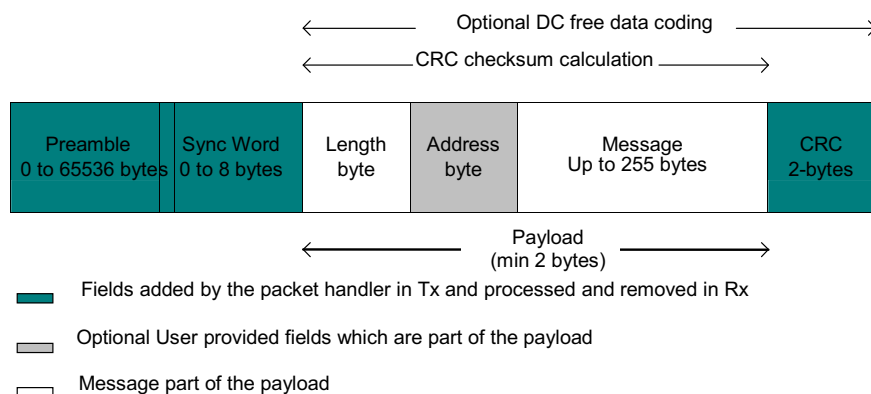 Optional DC free data coding
CRC checksum calculation
Preamble
0 to 65536 bytes
Sync Word
0 to 8 bytes
Length
byte
Address
byte
Message
Up to 255 bytes
CRC
2-bytes
Payload
(min 2 bytes)
Fields added by the packet handler in Tx and processed and removed in Rx
Optional User provided fields which are part of the payload
Message part of the payload